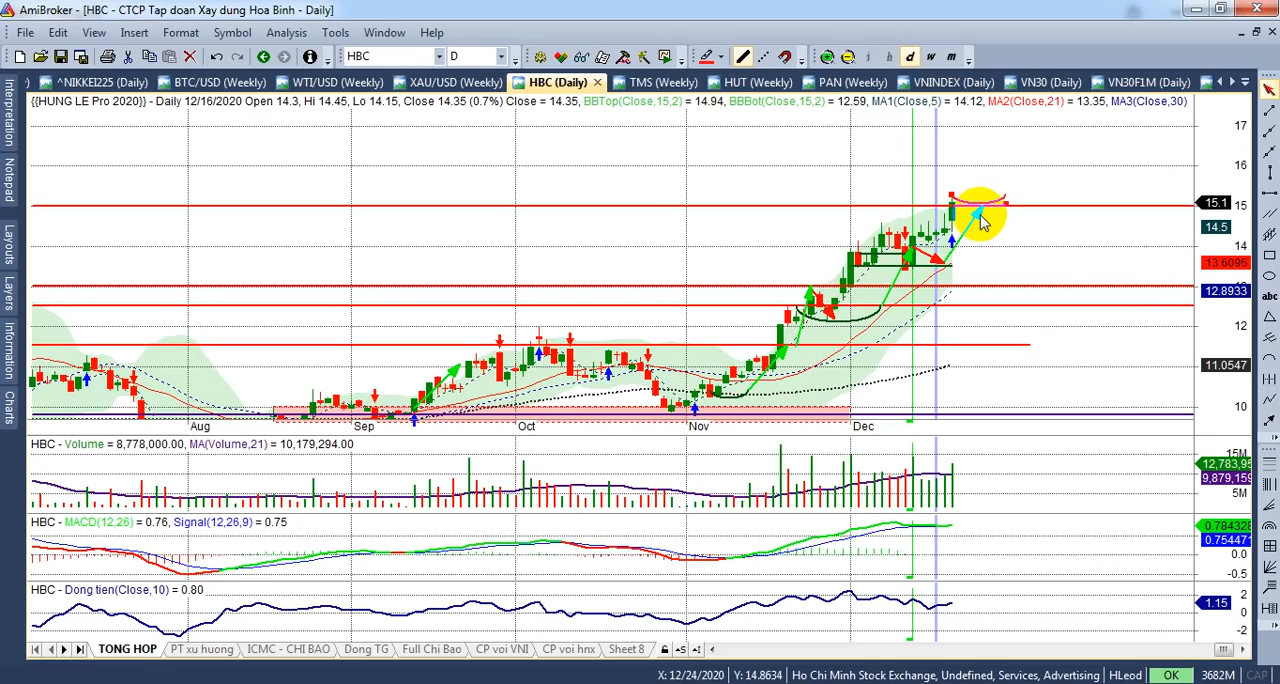 AmiBroker - [HBC - CTCP Tap doan Xay dung Hoa Binh - Daily]
File Edit View Insert Format Symbol Analysis Tools Window Help
HBC D i h d w m
^NIKKEI225 (Daily) BTC/USD (Weekly) WTI/USD (Weekly) XAU/USD (Weekly) HBC (Daily) TMS (Weekly) HUT (Weekly) PAN (Weekly) VNINDEX (Daily) VN30 (Daily) VN30F1M (Daily)
{{HUNG LE Pro 2020}} - Daily 12/16/2020 Open 14.3, Hi 14.45, Lo 14.15, Close 14.35 (0.7%) Close = 14.35, BBTop(Close,15,2) = 14.94, BBBot(Close,15,2) = 12.59, MA1(Close,5) = 14.12, MA2(Close,21) = 13.35, MA3(Close,30)
Interpretation
Notepad
Layouts
Layers
Information
Charts
17
16
15.1
15
14.5
14
13.6095
12.8933
12
11.0547
10
Aug Sep Oct Nov Dec
HBC - Volume = 8,778,000.00, MA(Volume,21) = 10,179,294.00
15M
12,783,95
9,879,159
5M
HBC - MACD(12,26) = 0.76, Signal(12,26,9) = 0.75
0.784328
0.754471
0.0
-0.5
HBC - Dong tien(Close,10) = 0.80
2
1.15
0
-2
abc
TONG HOP PT xu huong ICMC - CHI BAO Dong TG Full Chi Bao CP voi VNI CP voi hnx Sheet 8
X: 12/24/2020 Y: 14.8634 Ho Chi Minh Stock Exchange, Undefined, Services, Advertising HLeod OK 3682M CAP